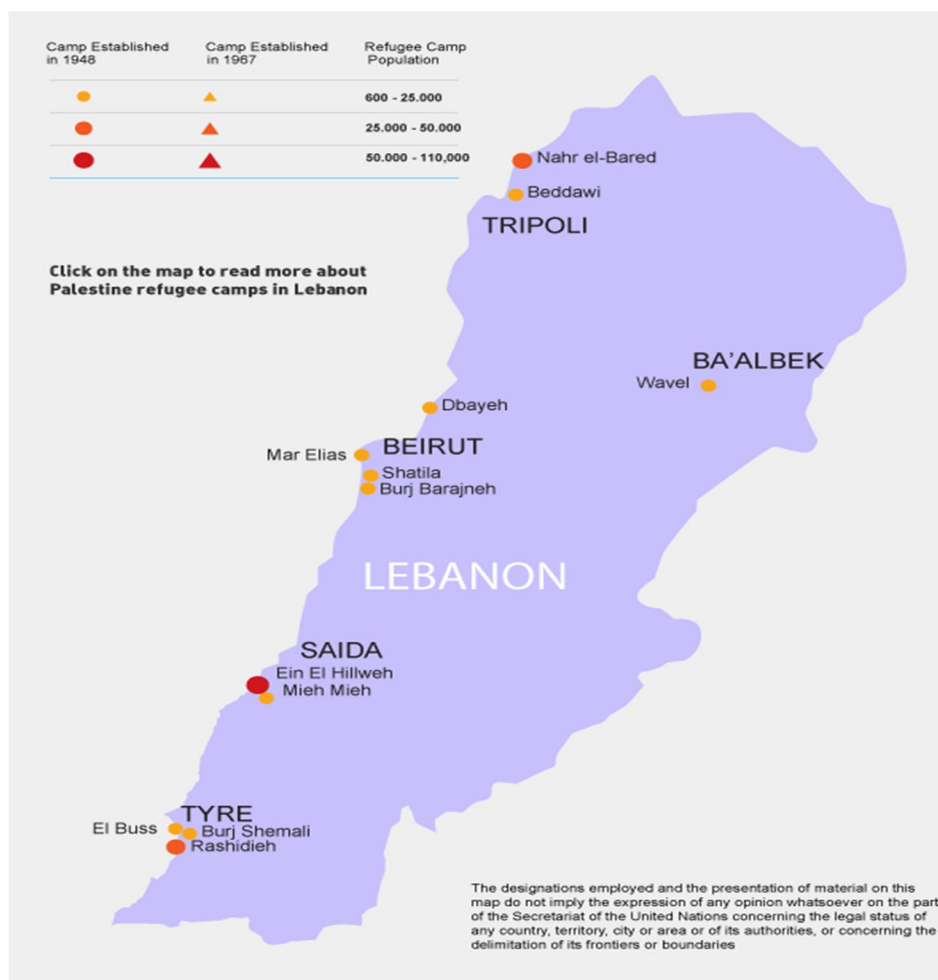 Camp Established
in 1948
Camp Established
in 1967
Refugee Camp
Population
600 - 25.000
25.000 - 50.000
50.000 - 110,000
Click on the map to read more about
Palestine refugee camps in Lebanon
Nahr el-Bared
Beddawi
TRIPOLI
BA'ALBEK
Wavel
Dbayeh
BEIRUT
Mar Elias
Shatila
Burj Barajneh
LEBANON
SAIDA
Ein El Hillweh
Mieh Mieh
TYRE
El Buss
Burj Shemali
Rashidieh
The designations employed and the presentation of material on this
map do not imply the expression of any opinion whatsoever on the part
of the Secretariat of the United Nations concerning the legal status of
any country, territory, city or area or of its authorities, or concerning the
delimitation of its frontiers or boundaries